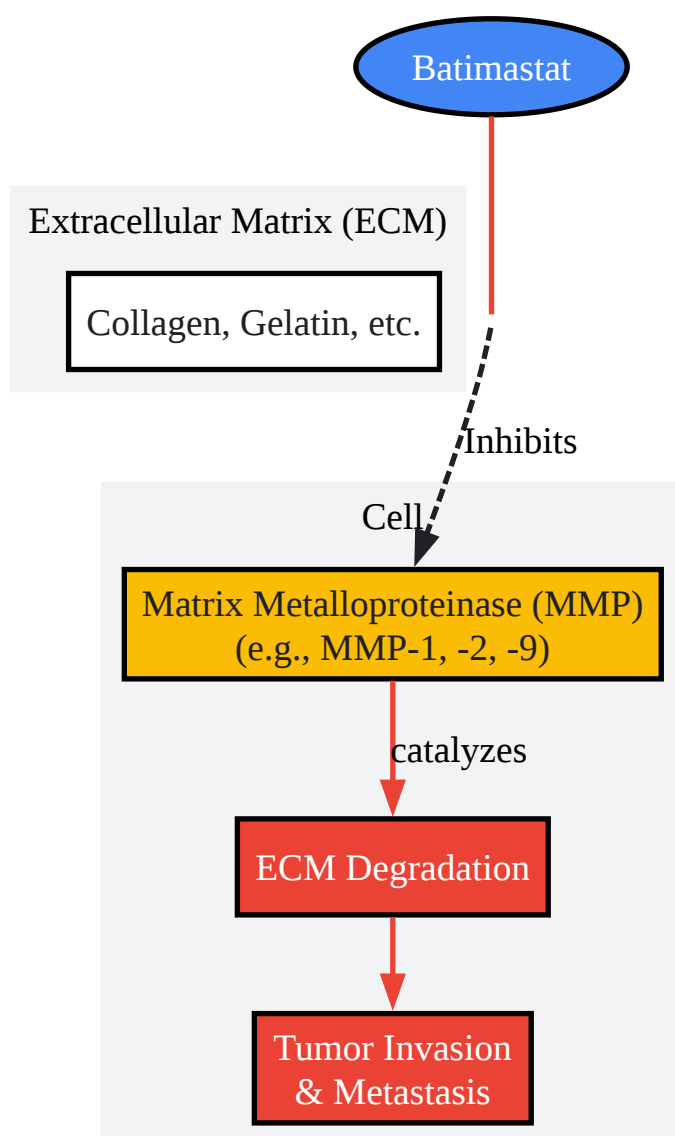 Batimastat
Extracellular Matrix (ECM)
Collagen, Gelatin, etc.
Inhibits
Cell
Matrix Metalloproteinase (MMP)
(e.g., MMP-1, -2, -9)
catalyzes
ECM Degradation
Tumor Invasion
& Metastasis